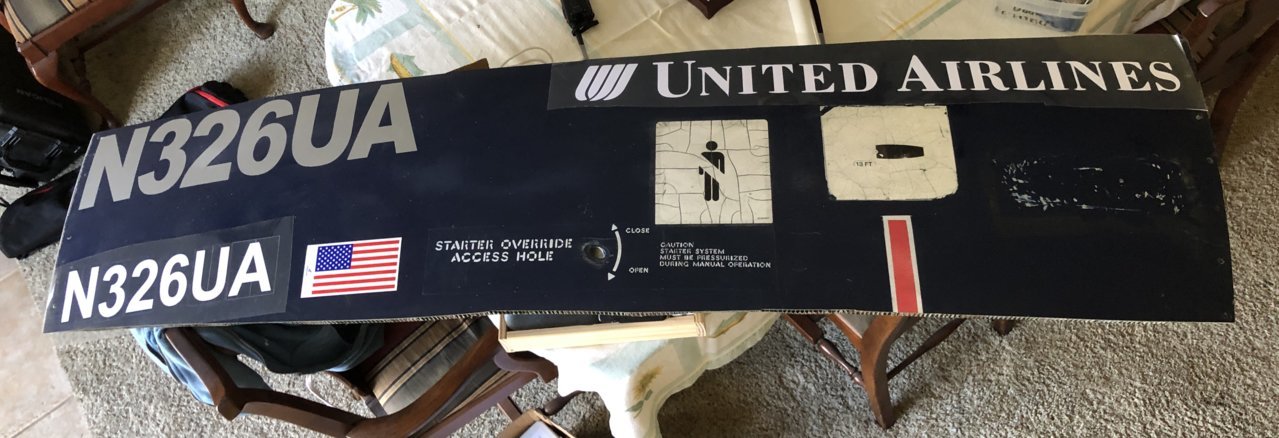 N326UA
UNITED AIRLINES
13 FT
N326UA
STARTER OVERRIDE
ACCESS HOLE
CLOSE
OPEN
CAUTION
STARTER SYSTEM
MUST BE PRESSURIZED
DURING MANUAL OPERATION